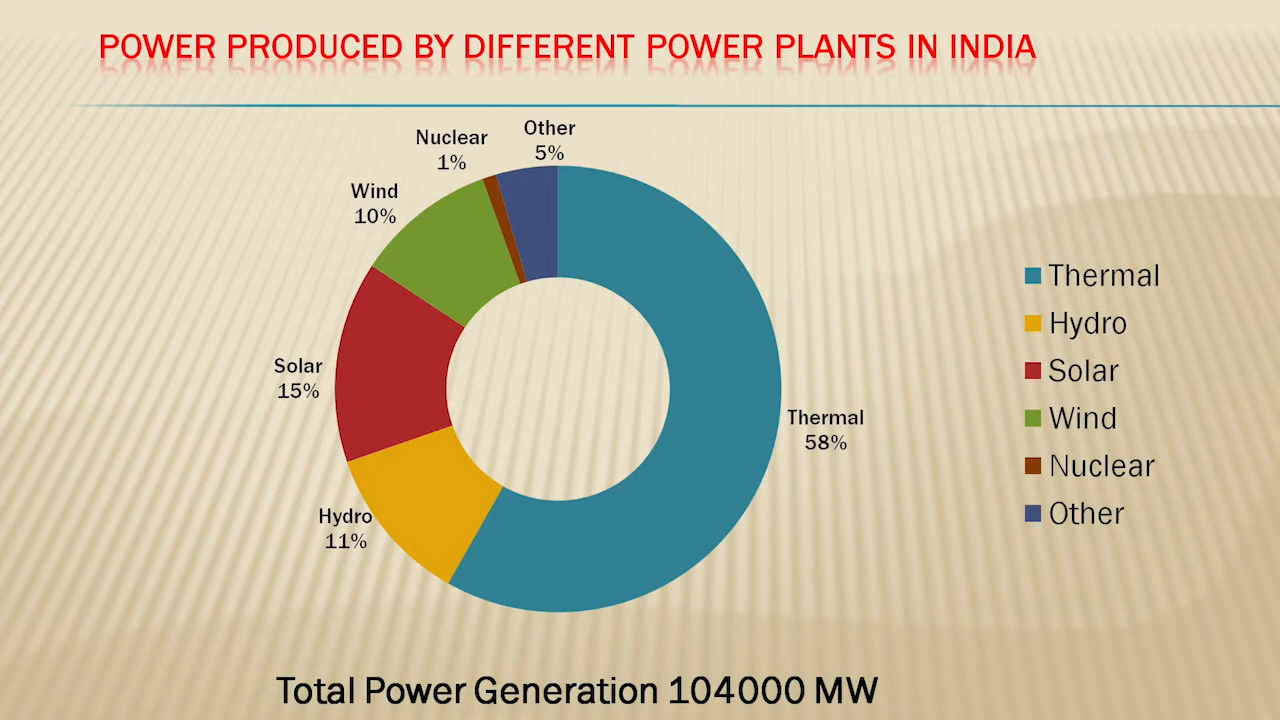 POWER PRODUCED BY DIFFERENT POWER PLANTS IN INDIA
Other
5%
Nuclear
1%
Wind
10%
Solar
15%
Thermal
58%
Hydro
11%
Thermal
Hydro
Solar
Wind
Nuclear
Other
Total Power Generation 104000 MW